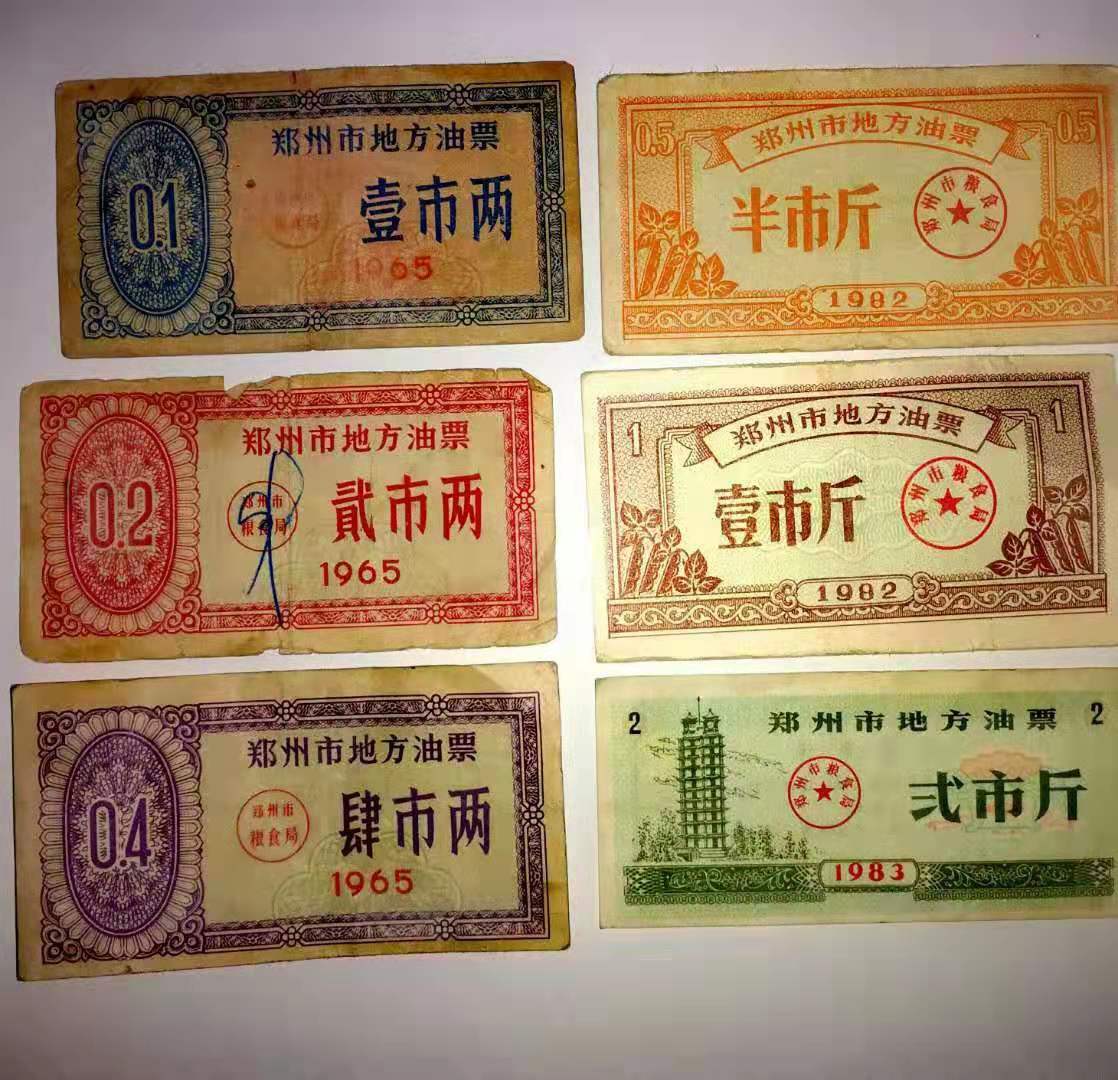 郑州市地方油票
0.1
壹市两
1965
郑州市地方油票
0.5
0.5
半市斤
郑州市粮食局
1982
郑州市地方油票
0.2
郑州市
粮食局
贰市两
1965
郑州市地方油票
1
1
壹市斤
郑州市粮食局
1982
郑州市地方油票
0.4
郑州市
粮食局
肆市两
1965
2
郑州市地方油票
2
郑州市粮食局
弍市斤
1983